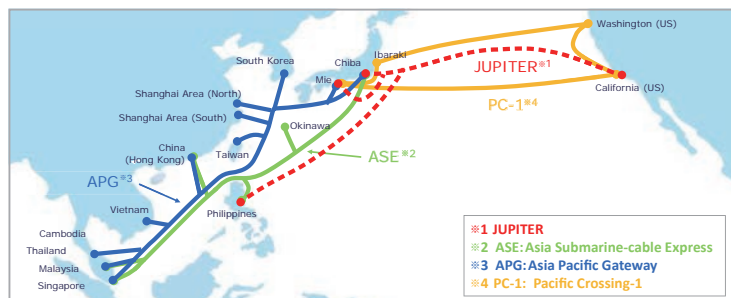 Washington (US)
Ibaraki
South Korea
Chiba
JUPITER※1
Mie
California (US)
Shanghai Area (North)
PC-1※4
Shanghai Area (South)
Okinawa
China
(Hong Kong)
Taiwan
ASE※2
APG※3
Vietnam
Philippines
Cambodia
Thailand
Malaysia
Singapore
※1 JUPITER
※2 ASE: Asia Submarine-cable Express
※3 APG: Asia Pacific Gateway
※4 PC-1: Pacific Crossing-1